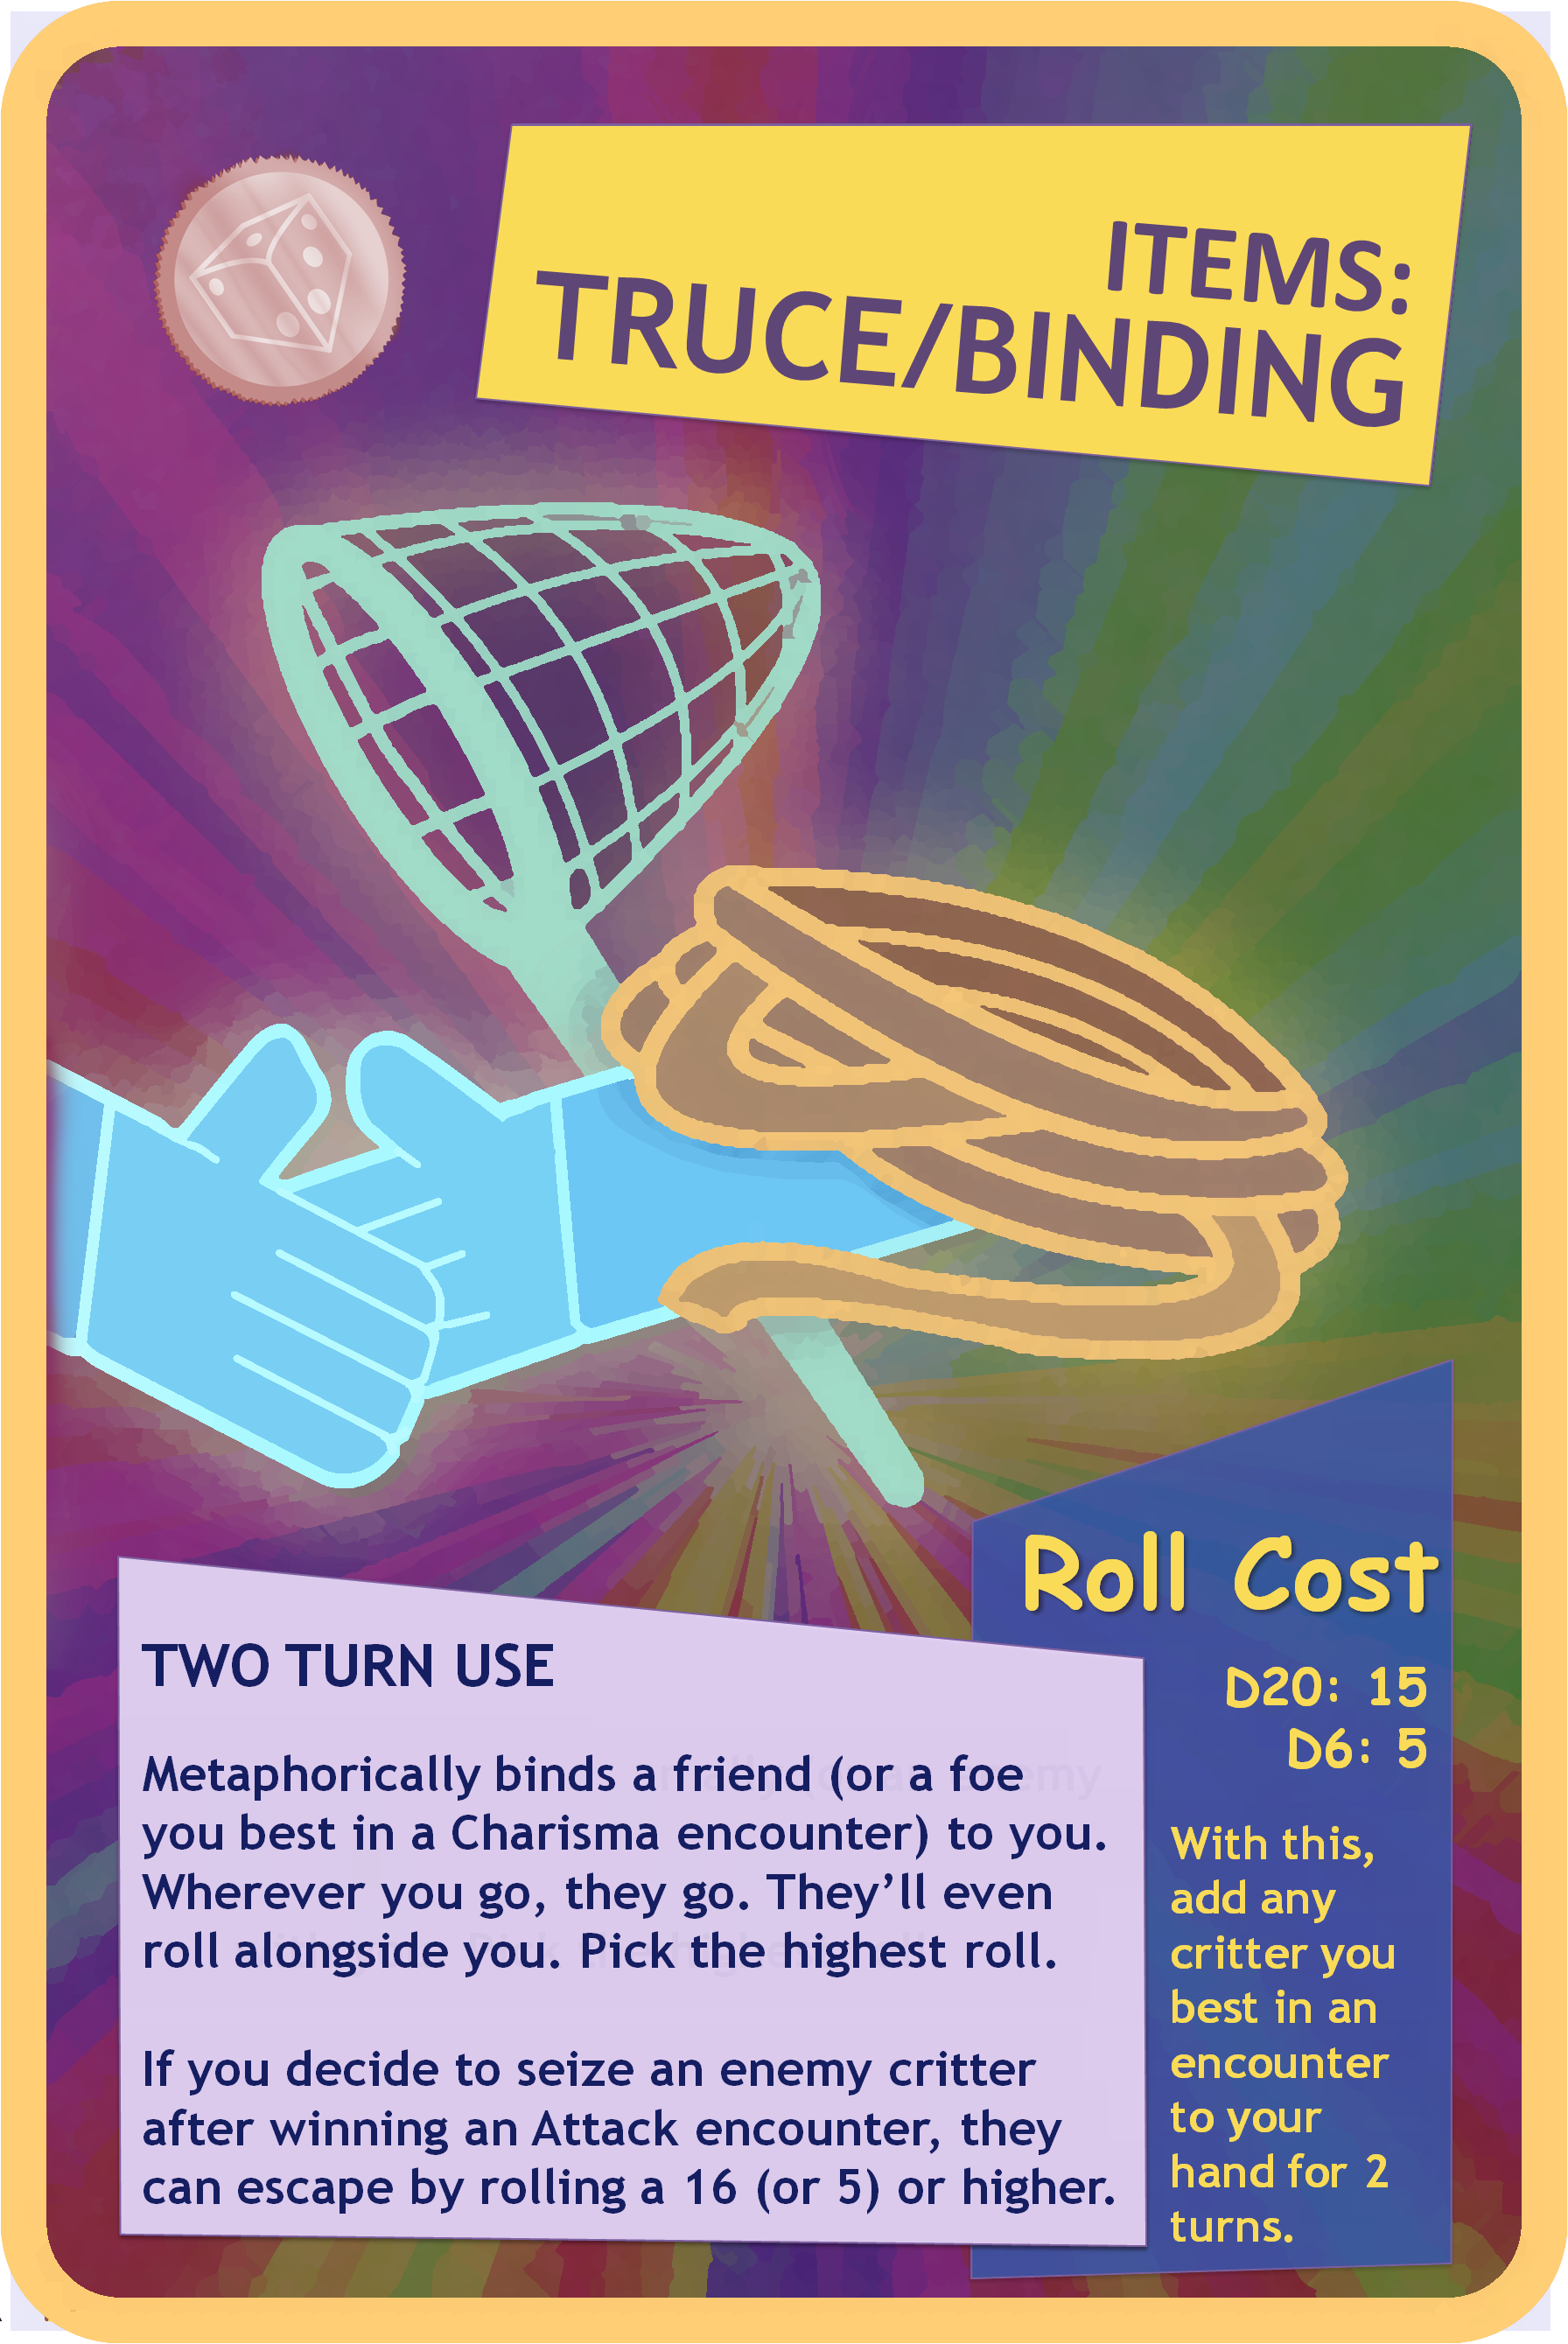 ITEMS:
TRUCE/BINDING
TWO TURN USE
Metaphorically binds a friend (or a foe
you best in a Charisma encounter) to you.
Wherever you go, they go. They’ll even
roll alongside you. Pick the highest roll.
If you decide to seize an enemy critter
after winning an Attack encounter, they
can escape by rolling a 16 (or 5) or higher.
Roll Cost
D20: 15
D6: 5
With this,
add any
critter you
best in an
encounter
to your
hand for 2
turns.